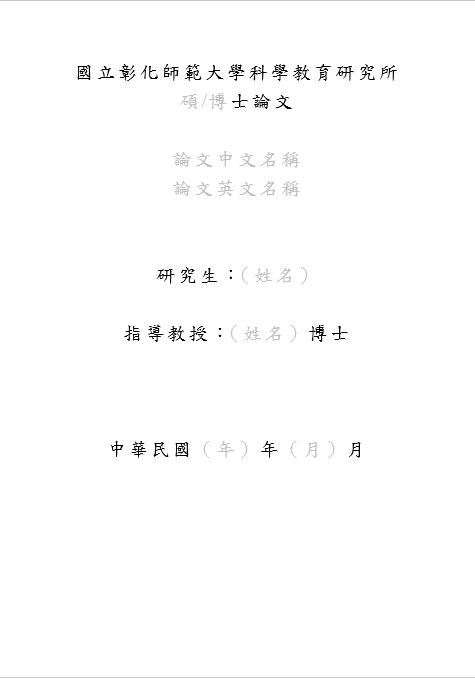 國立彰化師範大學科學教育研究所
碩/博士論文
論文中文名稱
論文英文名稱
研究生：(姓名)
指導教授：(姓名)博士
中華民國(年)年(月)月